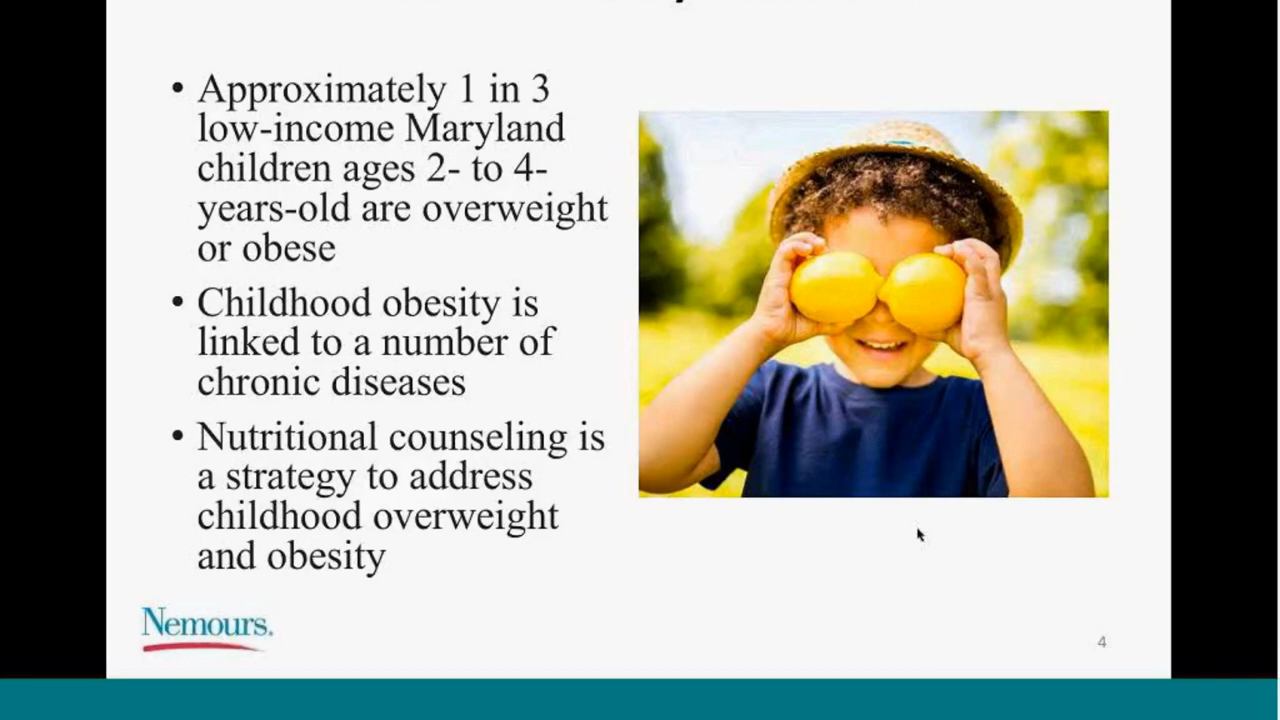 • Approximately 1 in 3
low-income Maryland
children ages 2- to 4-
years-old are overweight
or obese
• Childhood obesity is
linked to a number of
chronic diseases
• Nutritional counseling is
a strategy to address
childhood overweight
and obesity
Nemours.
4